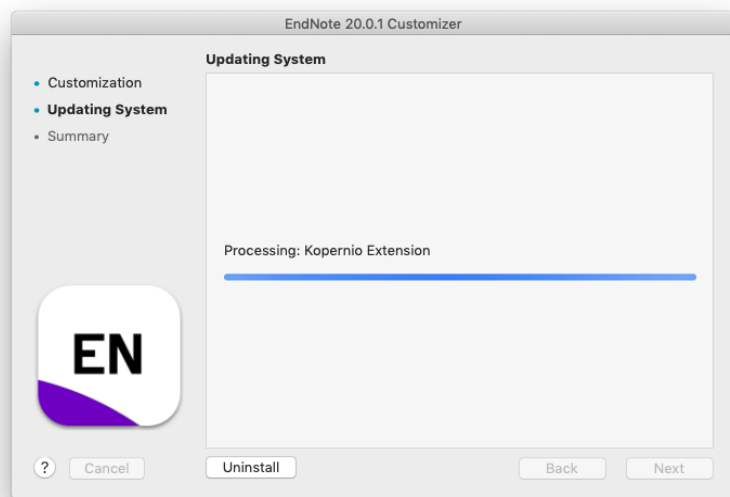 EndNote 20.0.1 Customizer
Updating System
Customization
Updating System
Summary
Processing: Kopernio Extension
EN
?
Cancel
Uninstall
Back
Next